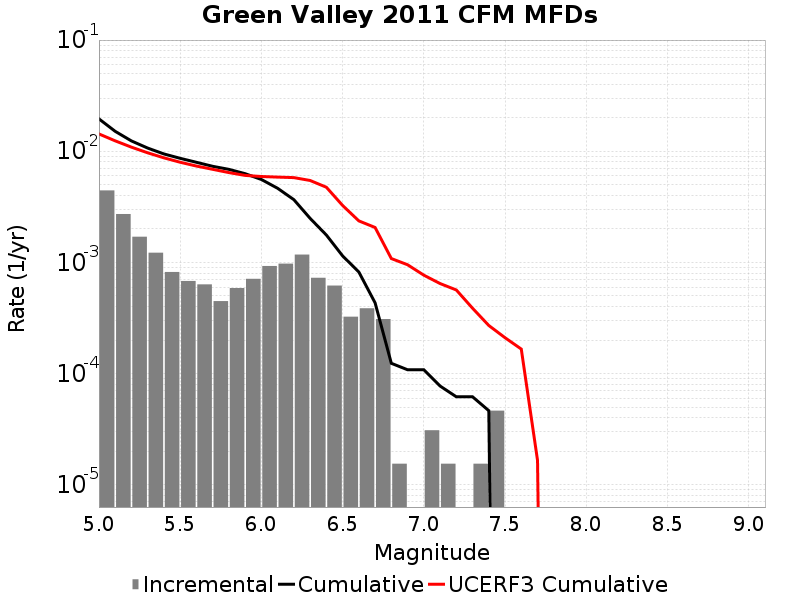 Green Valley 2011 CFM MFDs
10-1
10-2
10-3
10-4
10-5
Rate (1/yr)
5.0 5.5 6.0 6.5 7.0 7.5 8.0 8.5 9.0
Magnitude
Incremental Cumulative UCERF3 Cumulative